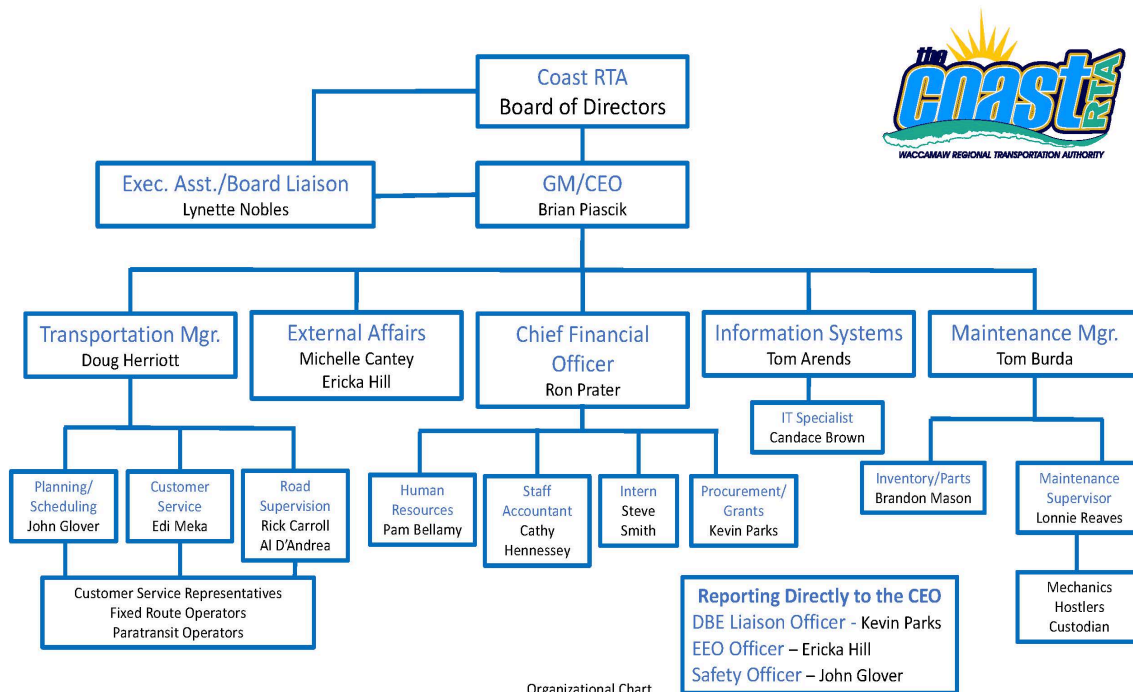 the
coast
RTA
WACCAMAW REGIONAL TRANSPORTATION AUTHORITY
Coast RTA
Board of Directors
Exec. Asst./Board Liaison
Lynette Nobles
GM/CEO
Brian Piascik
Transportation Mgr.
Doug Herriott
External Affairs
Michelle Cantey
Ericka Hill
Chief Financial
Officer
Ron Prater
Information Systems
Tom Arends
Maintenance Mgr.
Tom Burda
IT Specialist
Candace Brown
Planning/
Scheduling
John Glover
Customer
Service
Edi Meka
Road
Supervision
Rick Carroll
Al D’Andrea
Human
Resources
Pam Bellamy
Staff
Accountant
Cathy
Hennessey
Intern
Steve
Smith
Procurement/
Grants
Kevin Parks
Inventory/Parts
Brandon Mason
Maintenance
Supervisor
Lonnie Reaves
Customer Service Representatives
Fixed Route Operators
Paratransit Operators
Mechanics
Hostlers
Custodian
Reporting Directly to the CEO
DBE Liaison Officer - Kevin Parks
EEO Officer – Ericka Hill
Safety Officer – John Glover
Organizational Chart